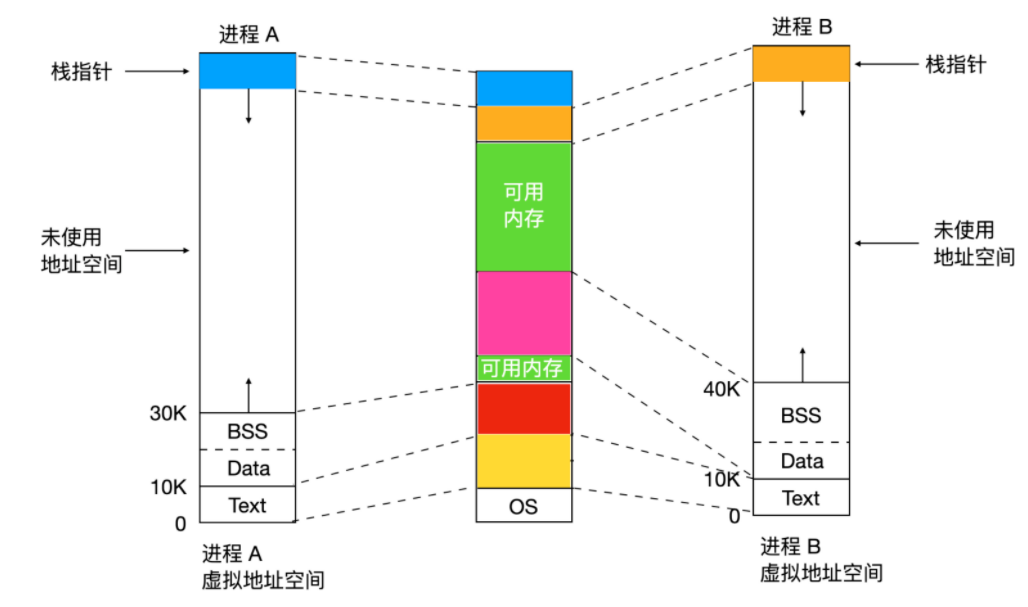 进程 A
栈指针
未使用
地址空间
30K
BSS
Data
10K
Text
0
进程 A
虚拟地址空间
可用
内存
可用内存
OS
进程 B
栈指针
未使用
地址空间
40K
BSS
Data
10K
Text
0
进程 B
虚拟地址空间